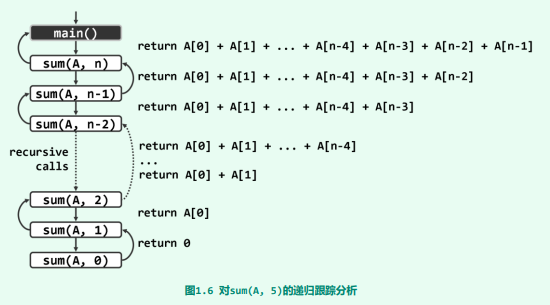 main()
return A[0] + A[1] + ... + A[n-4] + A[n-3] + A[n-2] + A[n-1]
sum(A, n)
return A[0] + A[1] + ... + A[n-4] + A[n-3] + A[n-2]
sum(A, n-1)
return A[0] + A[1] + ... + A[n-4] + A[n-3]
sum(A, n-2)
return A[0] + A[1] + ... + A[n-4]
recursive
calls
...
return A[0] + A[1]
sum(A, 2)
return A[0]
sum(A, 1)
return 0
sum(A, 0)
图1.6 对sum(A, 5)的递归跟踪分析